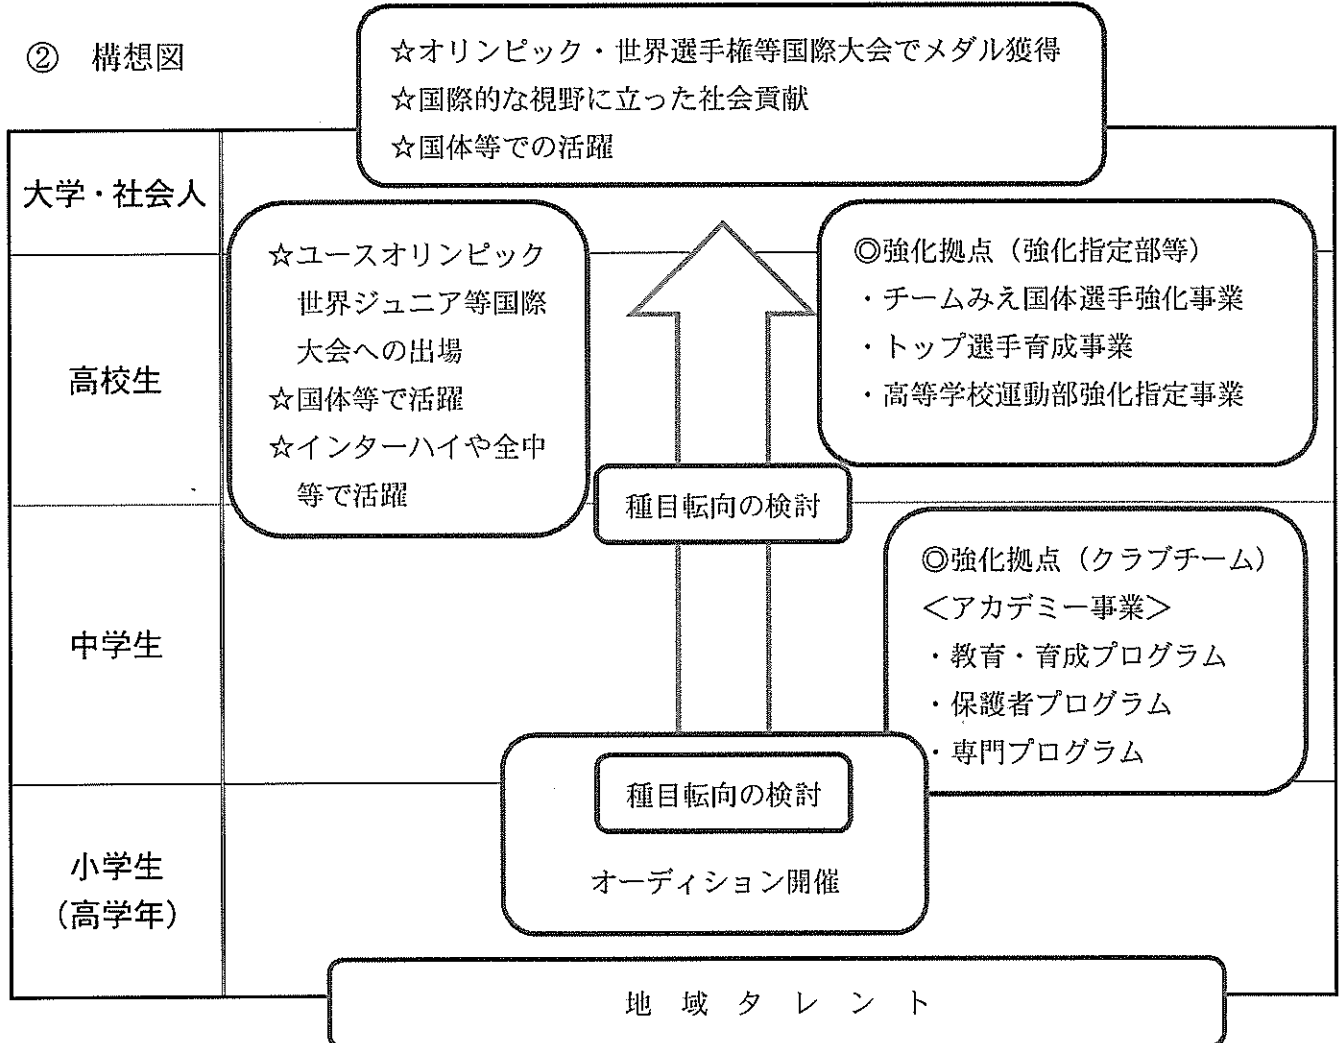 ② 構想図
☆オリンピック・世界選手権等国際大会でメダル獲得
☆国際的な視野に立った社会貢献
☆国体等での活躍
大学・社会人
☆ユースオリンピック
世界ジュニア等国際
大会への出場
☆国体等で活躍
☆インターハイや全中
等で活躍
◎強化拠点（強化指定部等）
・チームみえ国体選手強化事業
・トップ選手育成事業
・高等学校運動部強化指定事業
高校生
種目転向の検討
◎強化拠点（クラブチーム）
＜アカデミー事業＞
・教育・育成プログラム
・保護者プログラム
・専門プログラム
中学生
種目転向の検討
オーディション開催
小学生
（高学年）
地 域 タ レ ン ト